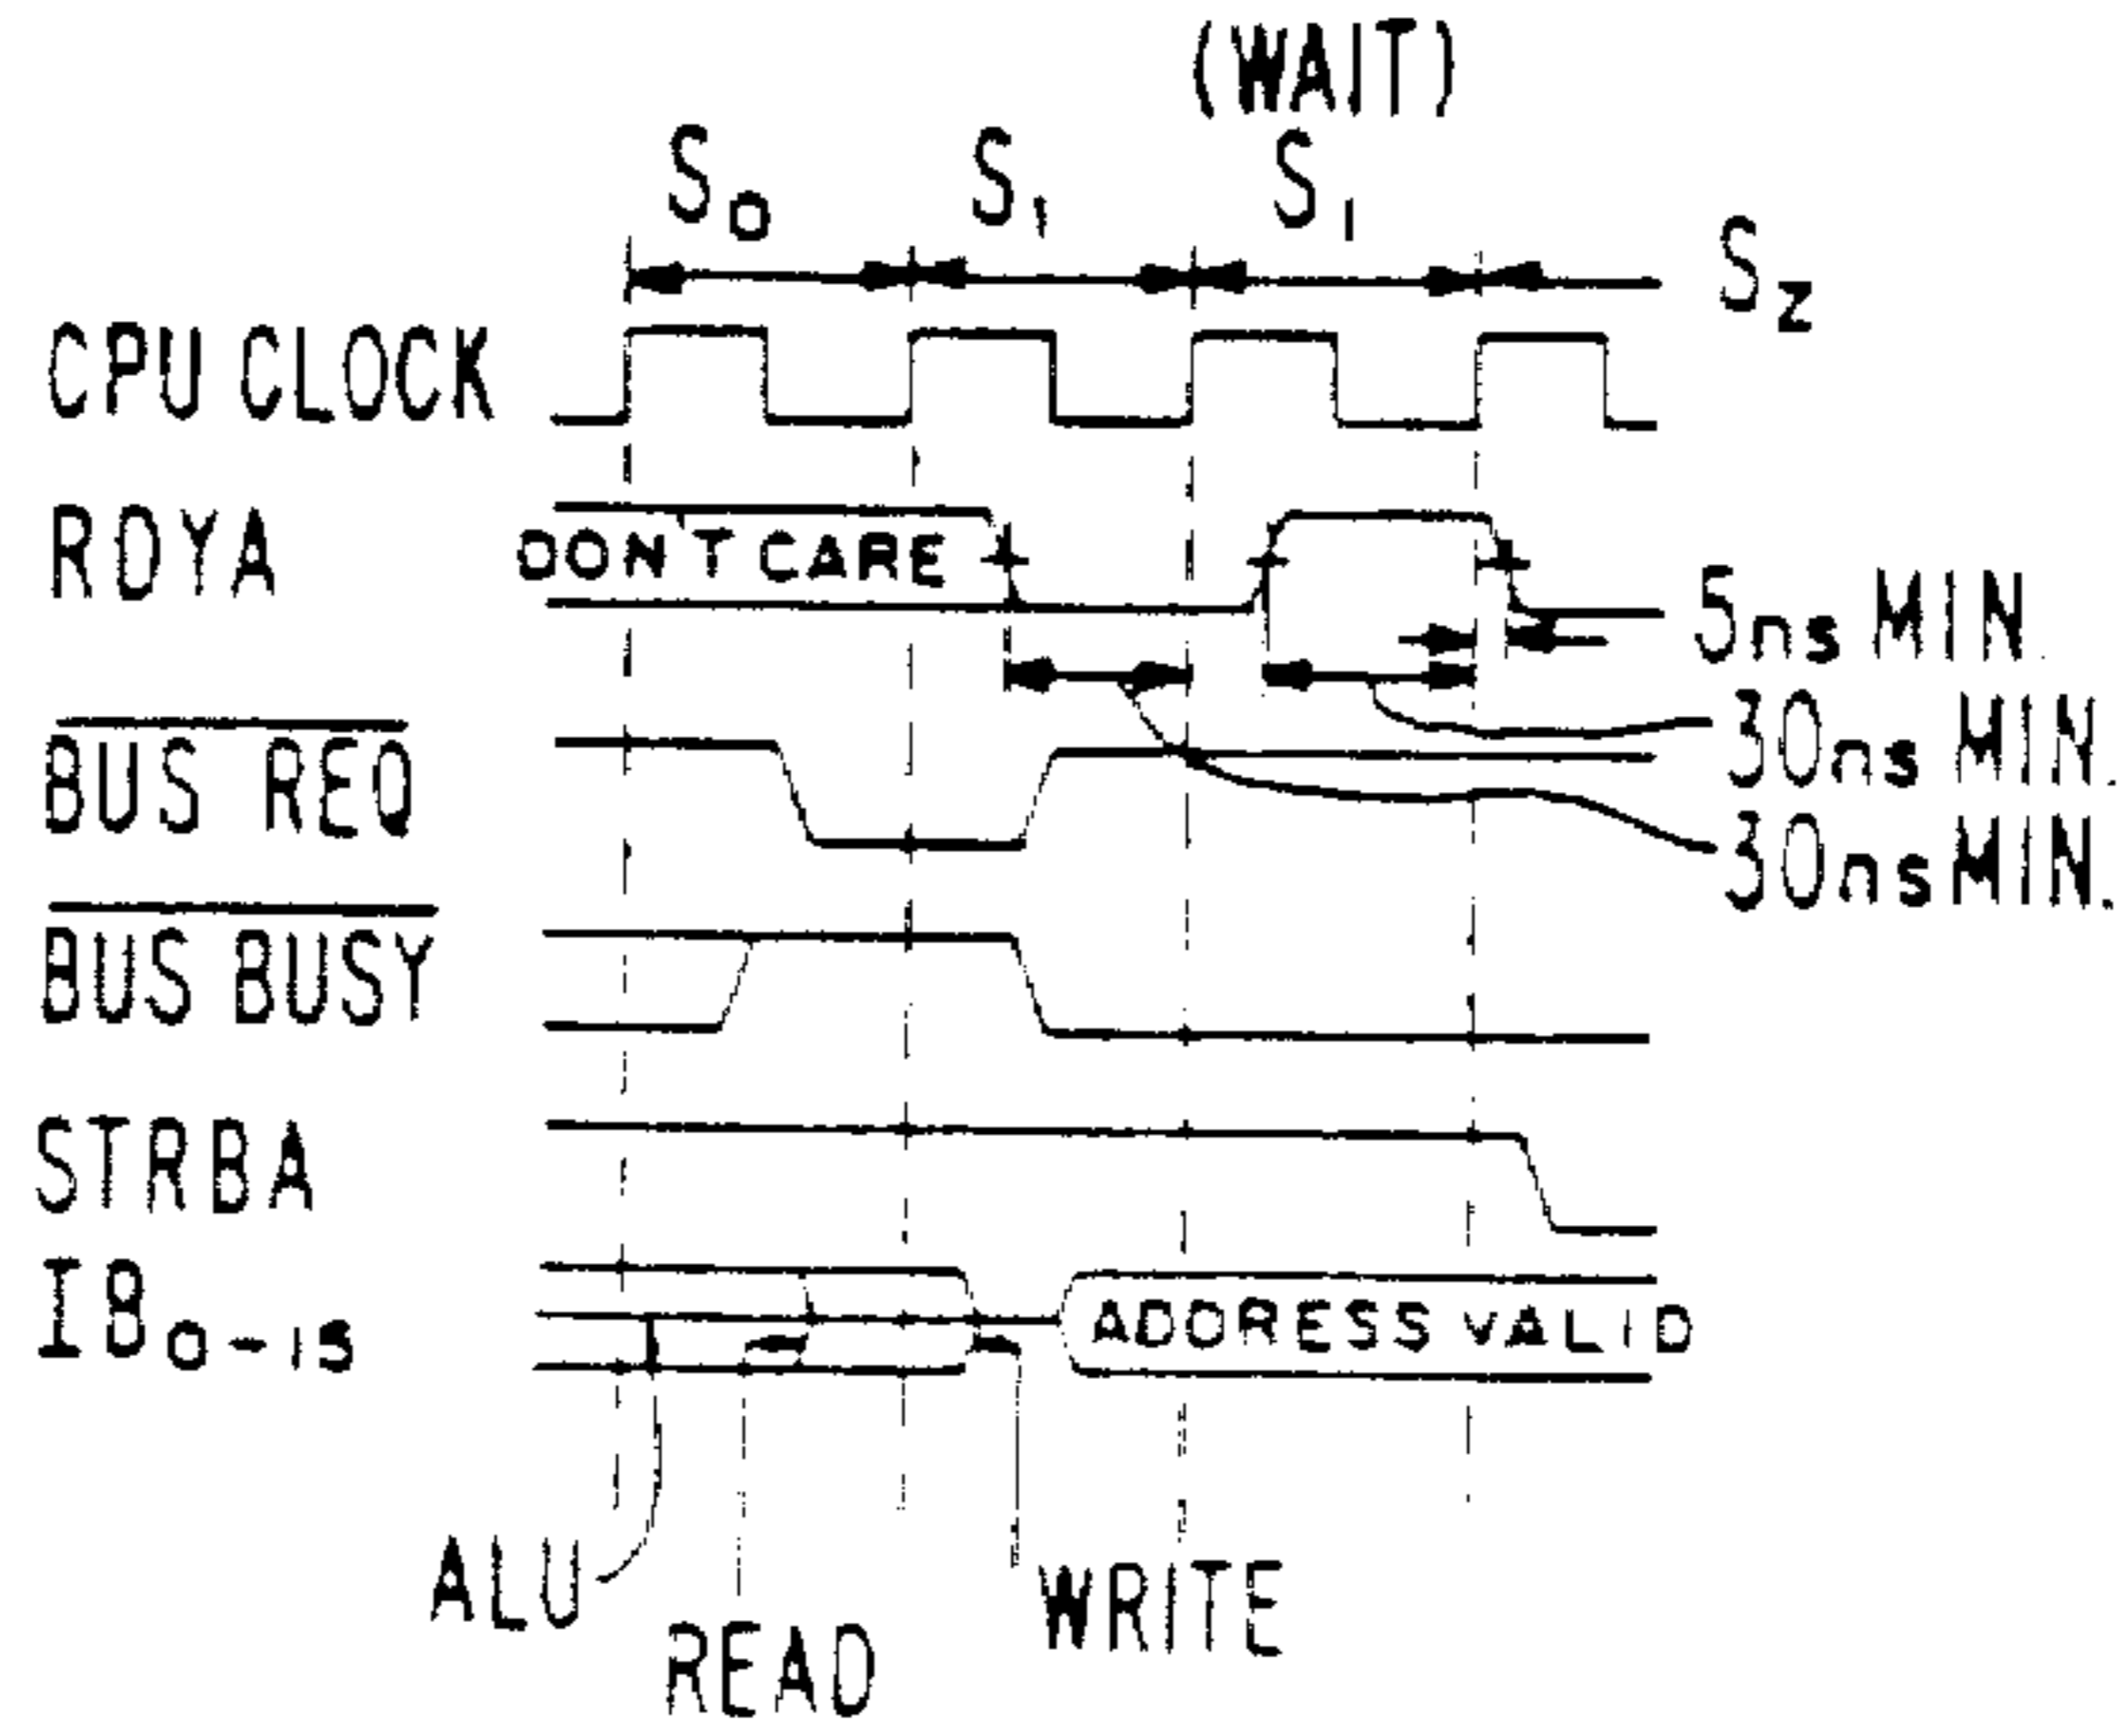 (WAIT)
S0 S1 S1 S2
CPU CLOCK
RDYA
DON'T CARE
5ns MIN.
30ns MIN.
BUS REQ
30ns MIN.
BUS BUSY
STRBA
IB0-15
ADDRESS VALID
ALU
WRITE
READ